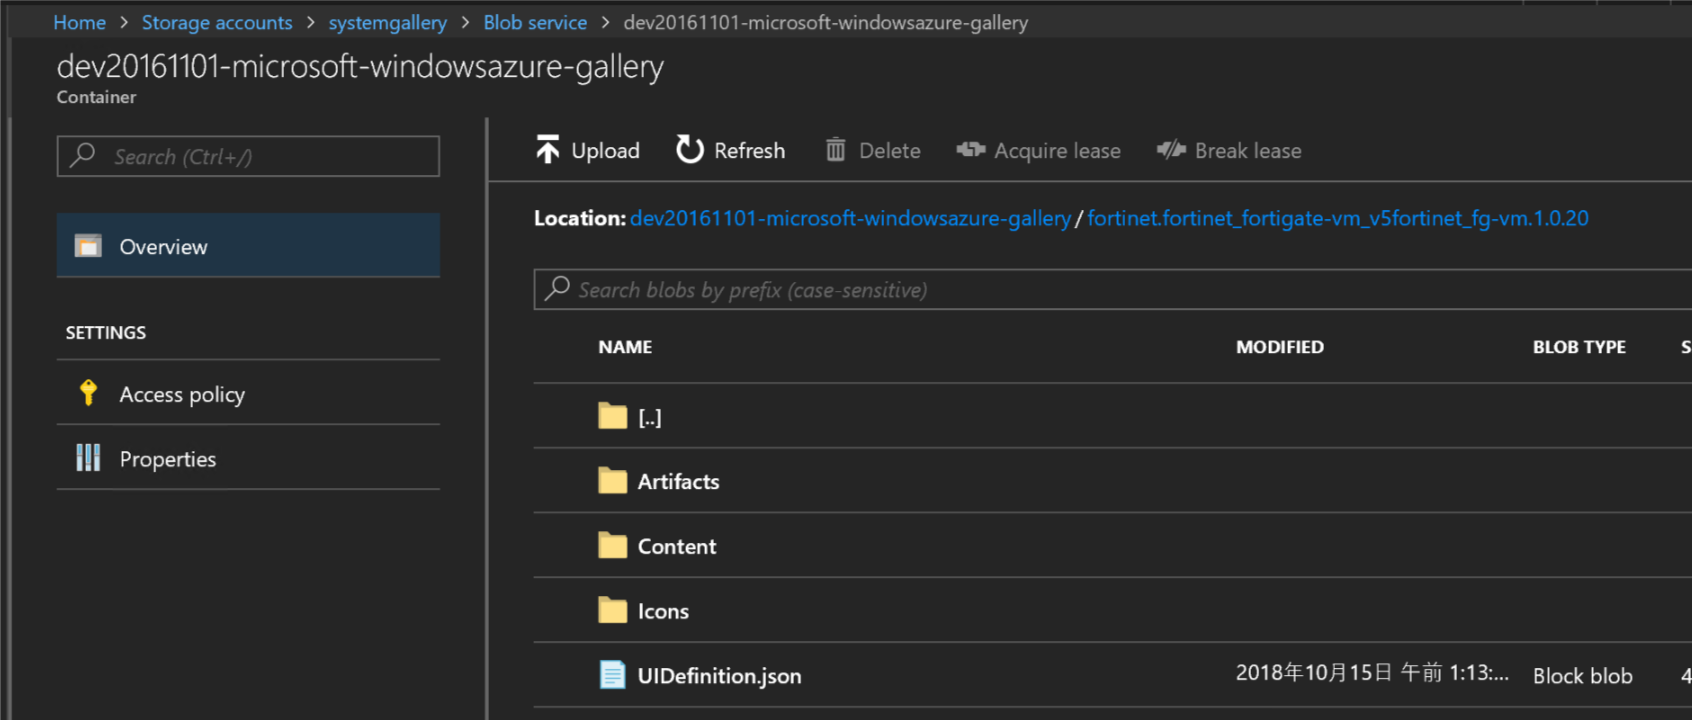 Home > Storage accounts > systemgallery > Blob service > dev20161101-microsoft-windowsazure-gallery
dev20161101-microsoft-windowsazure-gallery
Container
Search (Ctrl+/)
Overview
SETTINGS
Access policy
Properties
Upload Refresh Delete Acquire lease Break lease
Location: dev20161101-microsoft-windowsazure-gallery / fortinet.fortinet_fortigate-vm_v5fortinet_fg-vm.1.0.20
Search blobs by prefix (case-sensitive)
NAME MODIFIED BLOB TYPE S
[..]
Artifacts
Content
Icons
UIDefinition.json 2018年10月15日 午前 1:13:... Block blob 4